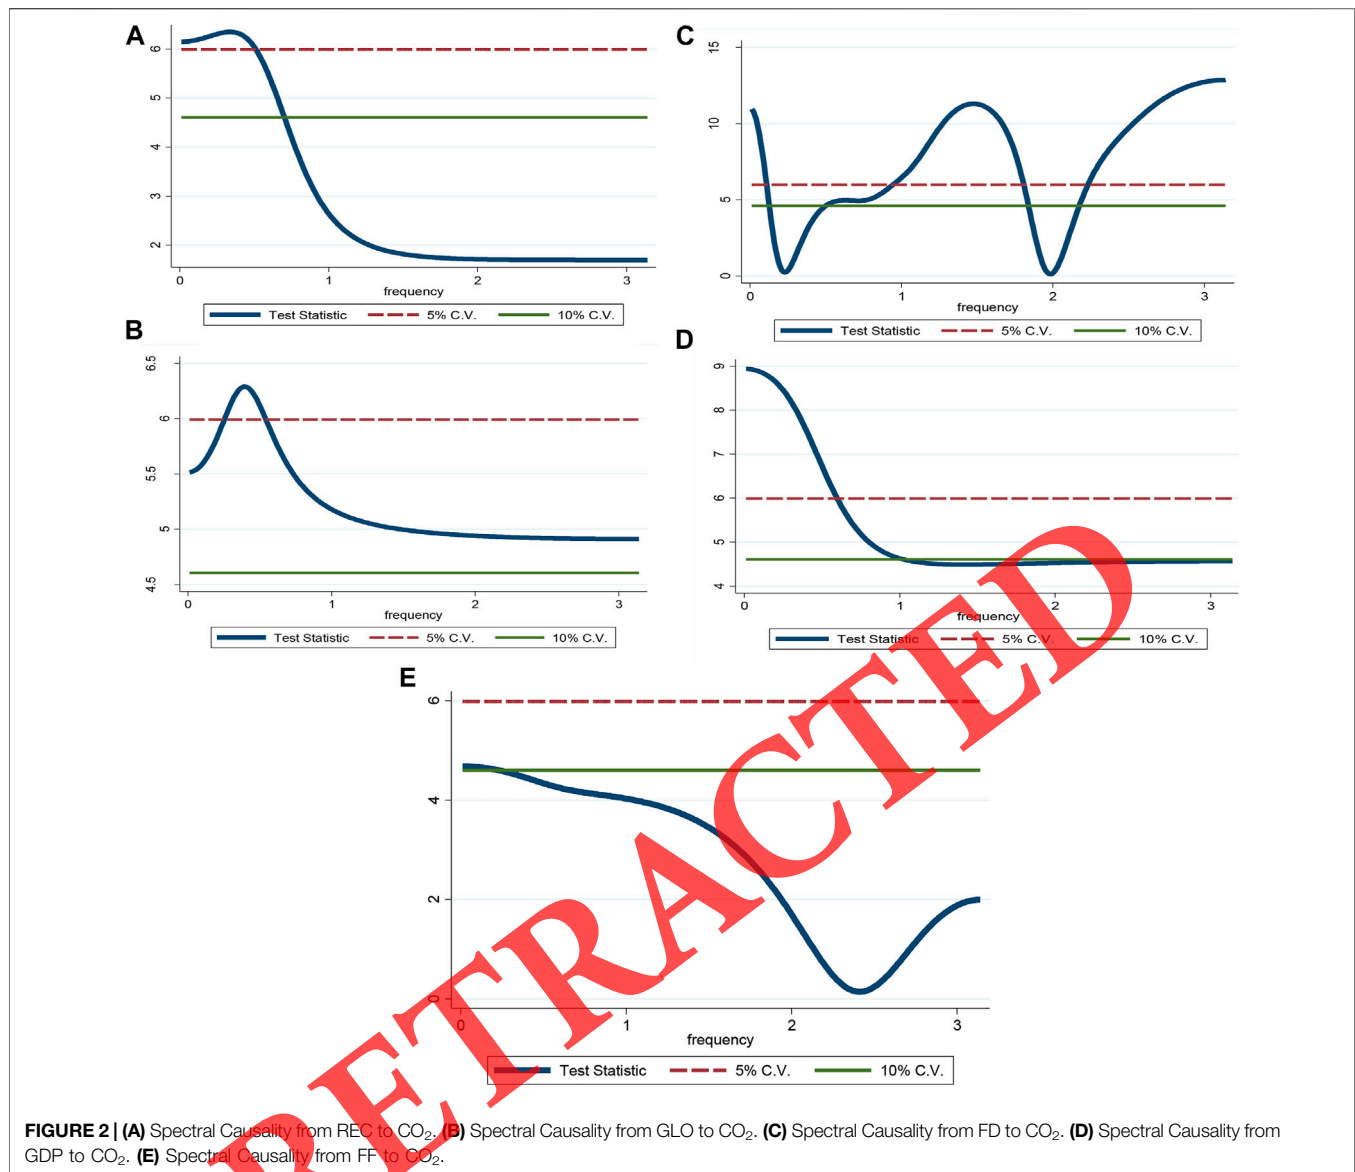 A
6
5
4
3
2
0 1 2 3
frequency
Test Statistic 5% C.V. 10% C.V.
B
6.5
6
5.5
5
4.5
0 1 2 3
frequency
Test Statistic 5% C.V. 10% C.V.
C
15
10
5
0
0 1 2 3
frequency
Test Statistic 5% C.V. 10% C.V.
D
9
8
7
6
5
4
0 1 2 3
frequency
Test Statistic 5% C.V. 10% C.V.
E
6
4
2
0
0 1 2 3
frequency
Test Statistic 5% C.V. 10% C.V.
RETRACTED
FIGURE 2 | (A) Spectral Causality from REC to CO₂. (B) Spectral Causality from GLO to CO₂. (C) Spectral Causality from FD to CO₂. (D) Spectral Causality from
GDP to CO₂. (E) Spectral Causality from FF to CO₂.